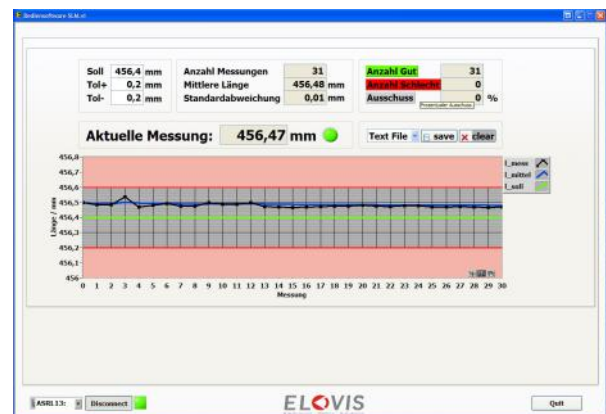 Soll 456,4 mm
Tol+ 0,2 mm
Tol- 0,2 mm
Anzahl Messungen 31
Mittlere Länge 456,48 mm
Standardabweichung 0,01 mm
Anzahl Gut 31
Anzahl Schlecht 0
Ausschuss 0 %
Prozentualer Ausschuss
Aktuelle Messung: 456,47 mm
Text File save clear
456,8
456,7
456,6
456,5
456,4
456,3
456,2
456,1
456
Länge / mm
0 1 2 3 4 5 6 7 8 9 10 11 12 13 14 15 16 17 18 19 20 21 22 23 24 25 26 27 28 29 30
Messung
l_mess
l_mittel
l_soll
ASRL13: Disconnect
ELOVIS
Quit